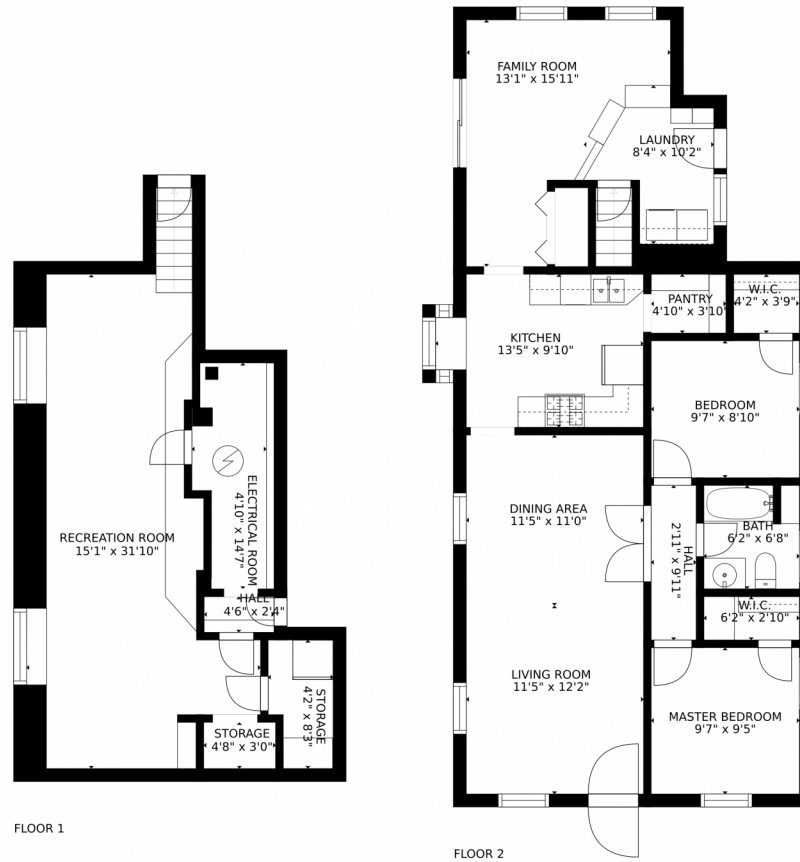 FAMILY ROOM
13'1" x 15'11"
LAUNDRY
8'4" x 10'2"
PANTRY
4'10" x 3'10"
W.I.C.
4'2" x 3'9"
KITCHEN
13'5" x 9'10"
BEDROOM
9'7" x 8'10"
DINING AREA
11'5" x 11'0"
HALL
2'11" x 9'11"
BATH
6'2" x 6'8"
W.I.C.
6'2" x 2'10"
LIVING ROOM
11'5" x 12'2"
MASTER BEDROOM
9'7" x 9'5"
FLOOR 2
RECREATION ROOM
15'1" x 31'10"
ELECTRICAL ROOM
4'10" x 14'7"
HALL
4'6" x 2'4"
STORAGE
4'2" x 8'3"
STORAGE
4'8" x 3'0"
FLOOR 1